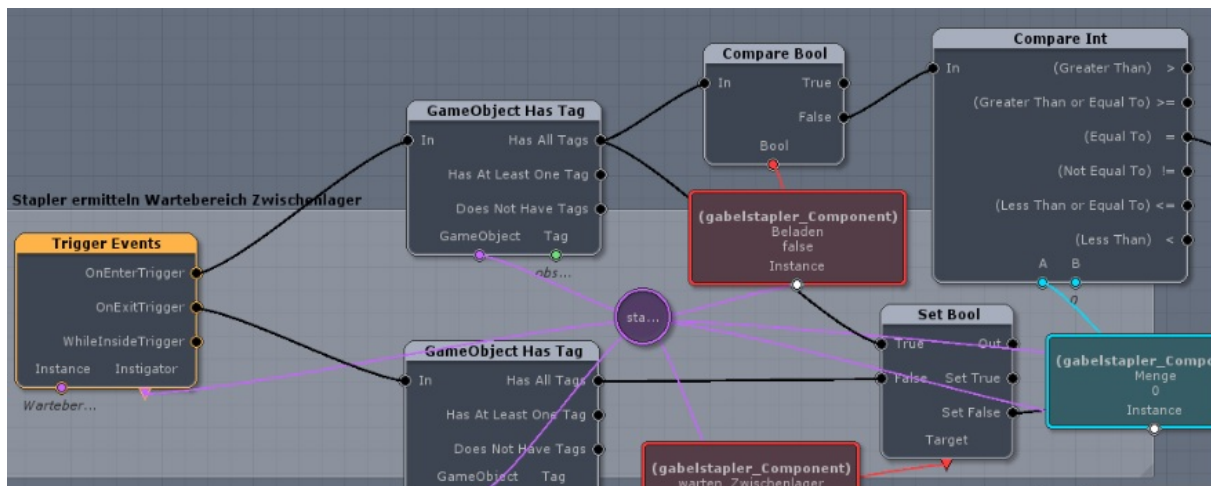 Compare Bool
In
True
False
Bool
Compare Int
In
(Greater Than) >
(Greater Than or Equal To) >=
(Equal To) =
(Not Equal To) !=
(Less Than or Equal To) <=
(Less Than) <
A B
0
GameObject Has Tag
In
Has All Tags
Has At Least One Tag
Does Not Have Tags
GameObject Tag
obs...
Stapler ermitteln Wartebereich Zwischenlager
Trigger Events
OnEnterTrigger
OnExitTrigger
WhileInsideTrigger
Instance Instigator
Warteber...
(gabelstapler_Component)
Beladen
false
Instance
sta...
Set Bool
True Out
False Set True
Set False
Target
GameObject Has Tag
In
Has All Tags
Has At Least One Tag
Does Not Have Tags
GameObject Tag
(gabelstapler_Compo
Menge
0
Instance
(gabelstapler_Component)
warten_Zwischenlager